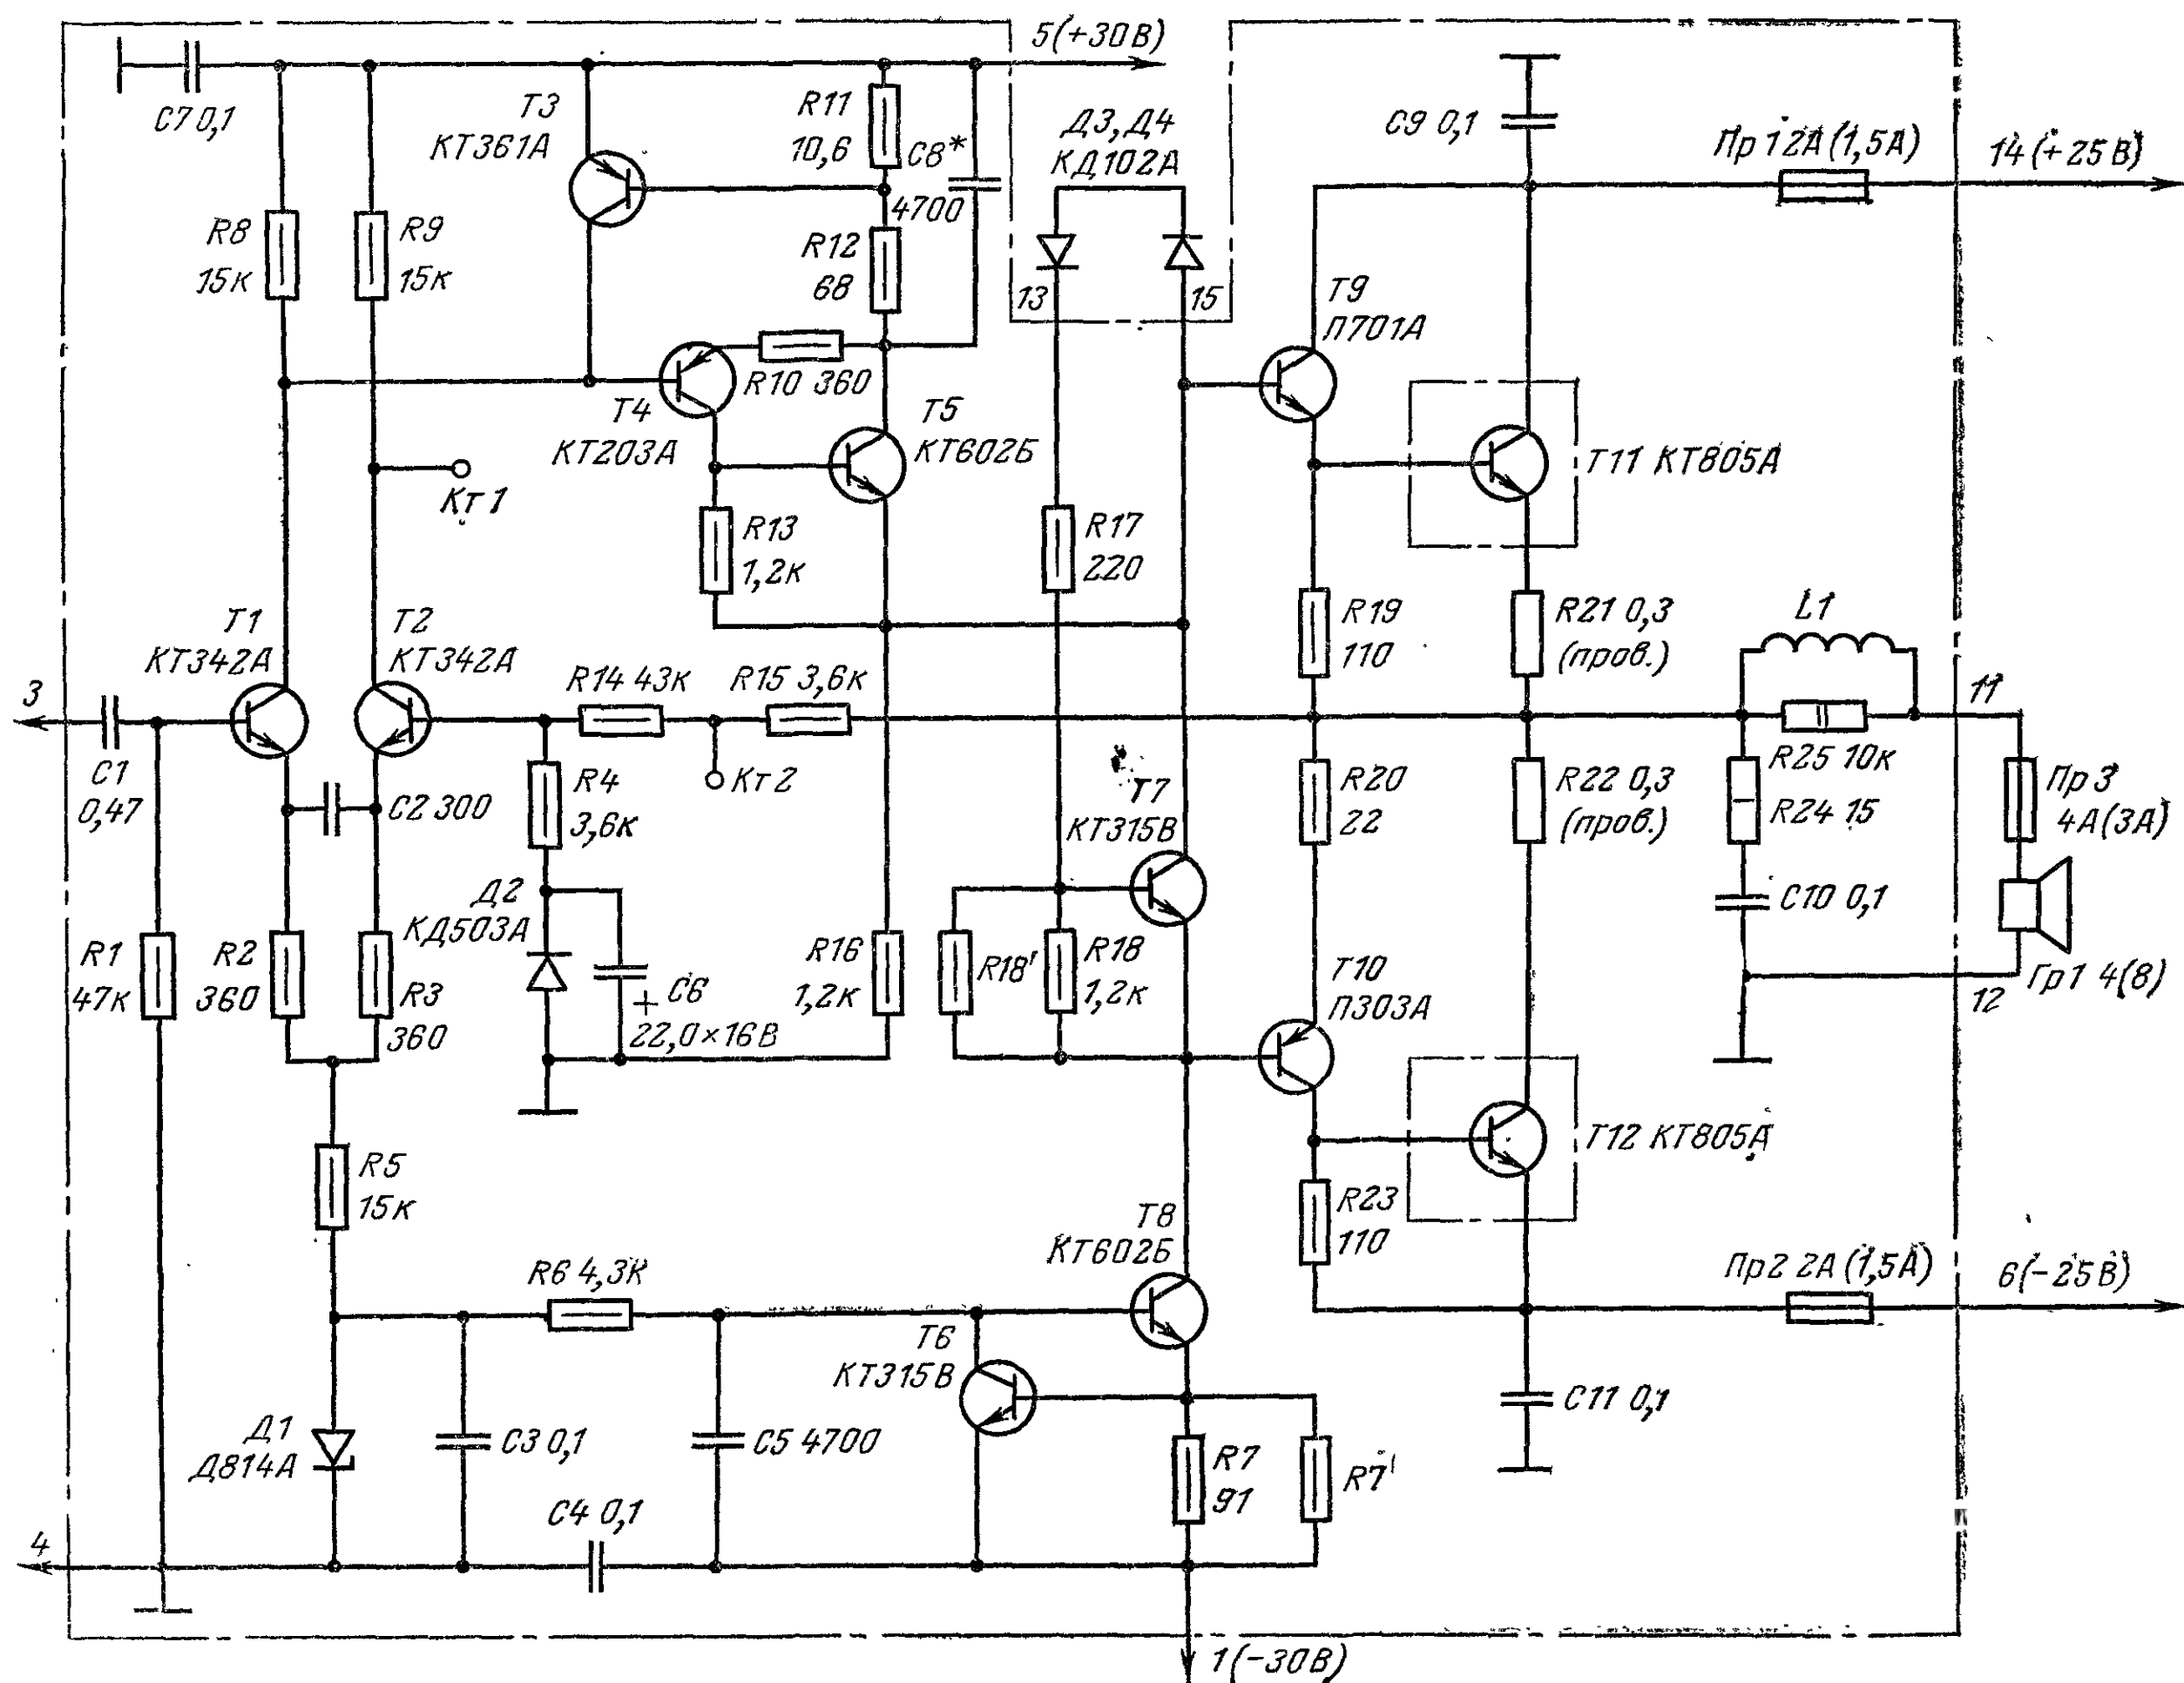 5(+30В)
С7 0,1
Т3
КТ361А
R11
10,6
С8*
4700
Д3, Д4
КД102А
С9 0,1
Пр1 2А (1,5А)
14 (+25В)
R8
15к
R9
15к
R12
68
13
15
Т9
П701А
R10 360
Т4
КТ203А
Т5
КТ602Б
Т11 КТ805А
Кт 1
R13
1,2к
R17
220
R19
110
R21 0,3
(пров.)
L1
Т1
КТ342А
Т2
КТ342А
R14 43к
R15 3,6к
3
11
С1
0,47
С2 300
R4
3,6к
Кт 2
Т7
КТ315В
R20
22
R22 0,3
(пров.)
R25 10к
R24 15
Пр 3
4А(3А)
Д2
КД503А
С10 0,1
R1
47к
R2
360
R3
360
+ С6
22,0×16В
R16
1,2к
R18'
R18
1,2к
Т10
П303А
12
Гр1 4(8)
R5
15к
Т12 КТ805А
R23
110
Т8
КТ602Б
R6 4,3К
Пр2 2А (1,5А)
6(−25В)
Т6
КТ315В
Д1
Д814А
С3 0,1
С5 4700
R7
91
R7'
С11 0,1
С4 0,1
4
1(−30В)